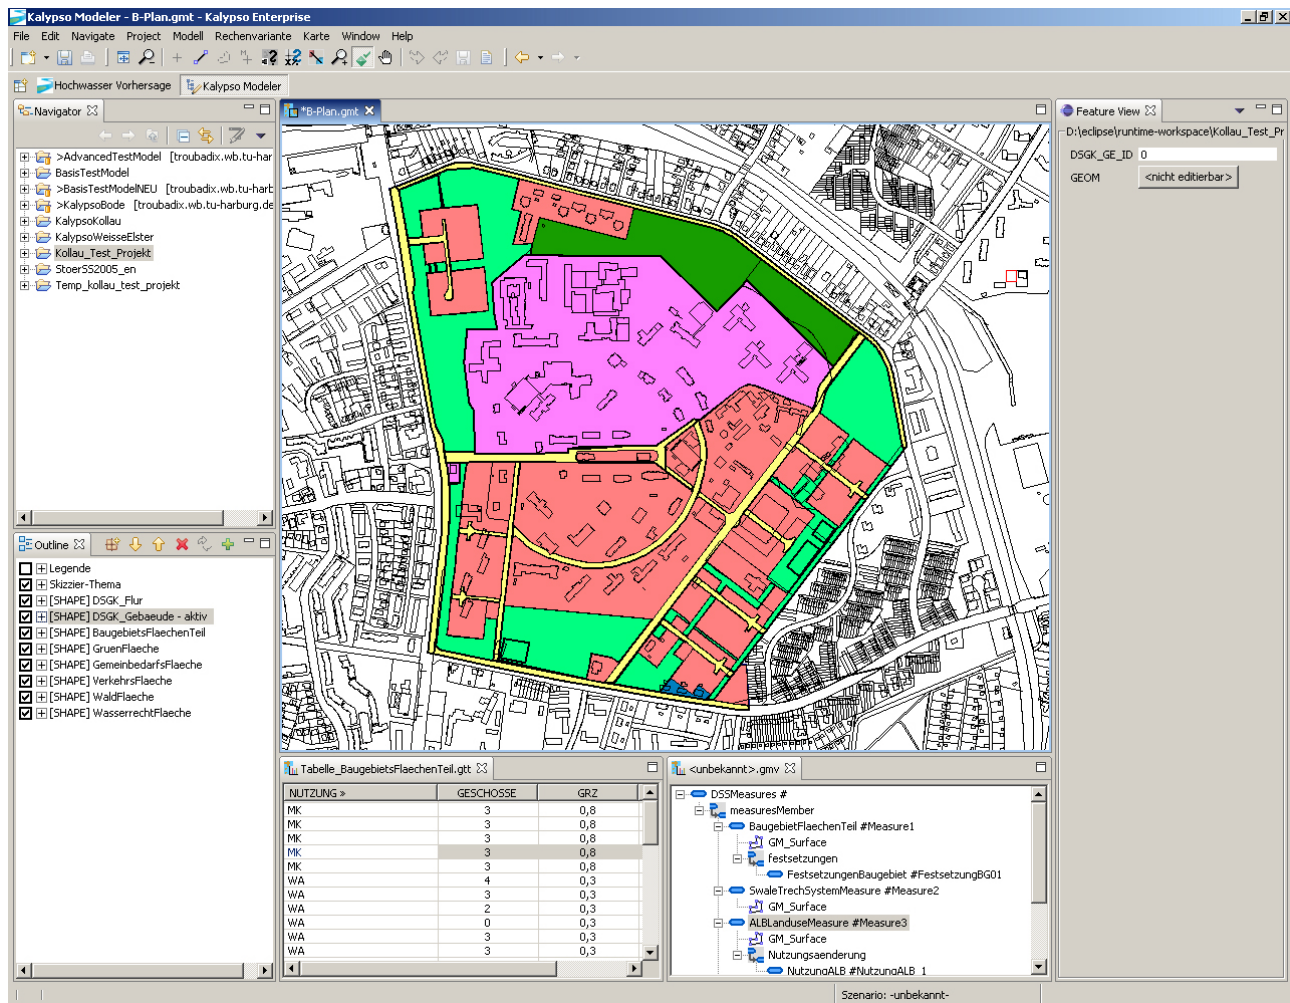 Kalypso Modeler - B-Plan.gmt - Kalypso Enterprise
File Edit Navigate Project Modell Rechenvariante Karte Window Help
Hochwasser Vorhersage Kalypso Modeler
Navigator
>AdvancedTestModel [troubadix.wb.tu-har
BasisTestModel
>BasisTestModelNEU [troubadix.wb.tu-harb
>KalypsoBode [troubadix.wb.tu-harburg.de
KalypsoKollau
KalypsoWeisseElster
Kollau_Test_Projekt
StoerSS2005_en
Temp_kollau_test_projekt
Outline
Legende
Skizzier-Thema
[SHAPE] DSGK_Flur
[SHAPE] DSGK_Gebaeude - aktiv
[SHAPE] BaugebietsFlaechenTeil
[SHAPE] GruenFlaeche
[SHAPE] GemeinbedarfsFlaeche
[SHAPE] VerkehrsFlaeche
[SHAPE] WaldFlaeche
[SHAPE] WasserrechtFlaeche
*B-Plan.gmt
Tabelle_BaugebietsFlaechenTeil.gtt
NUTZUNG » GESCHOSSE GRZ
MK 3 0,8
MK 3 0,8
MK 3 0,8
MK 3 0,8
MK 3 0,8
WA 4 0,3
WA 3 0,3
WA 2 0,3
WA 0 0,3
WA 3 0,3
WA 3 0,3
<unbekannt>.gmv
DSSMeasures #
measuresMember
BaugebietFlaechenTeil #Measure1
GM_Surface
festsetzungen
FestsetzungenBaugebiet #FestsetzungBG01
SwaleTrechSystemMeasure #Measure2
GM_Surface
ALBLanduseMeasure #Measure3
GM_Surface
Nutzungsaenderung
NutzungALB #NutzungALB_1
Feature View
D:\eclipse\runtime-workspace\Kollau_Test_Pr
DSGK_GE_ID 0
GEOM <nicht editierbar>
Szenario: -unbekannt-